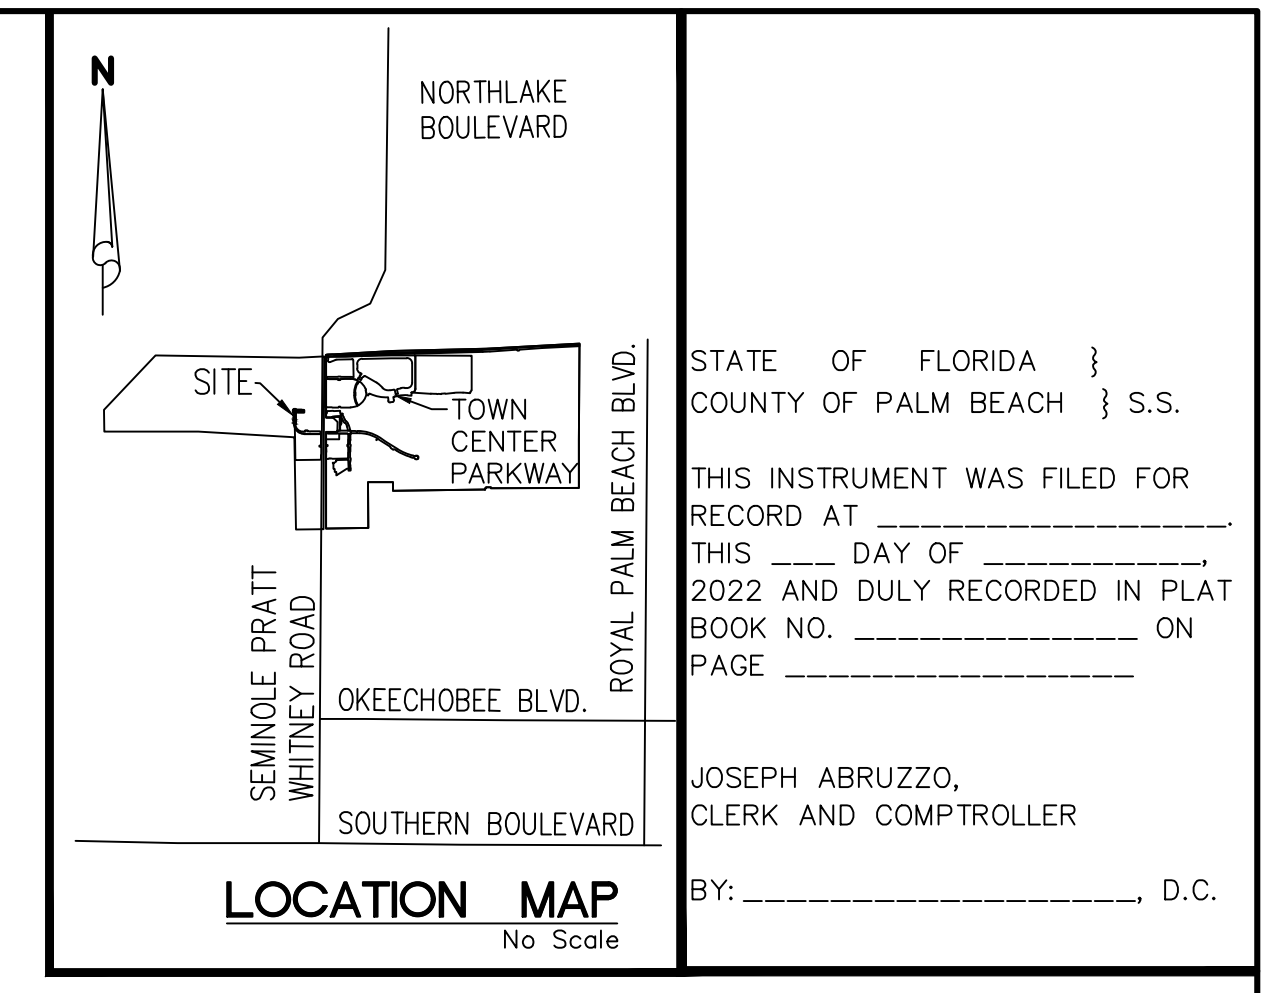 N
NORTHLAKE
BOULEVARD
SITE
TOWN
CENTER
PARKWAY
ROYAL PALM BEACH BLVD.
SEMINOLE PRATT
WHITNEY ROAD
OKEECHOBEE BLVD.
SOUTHERN BOULEVARD
LOCATION MAP
No Scale
STATE OF FLORIDA }
COUNTY OF PALM BEACH } S.S.
THIS INSTRUMENT WAS FILED FOR
RECORD AT ________________.
THIS ___ DAY OF __________,
2022 AND DULY RECORDED IN PLAT
BOOK NO. _____________ ON
PAGE ________________
JOSEPH ABRUZZO,
CLERK AND COMPTROLLER
BY: __________________, D.C.